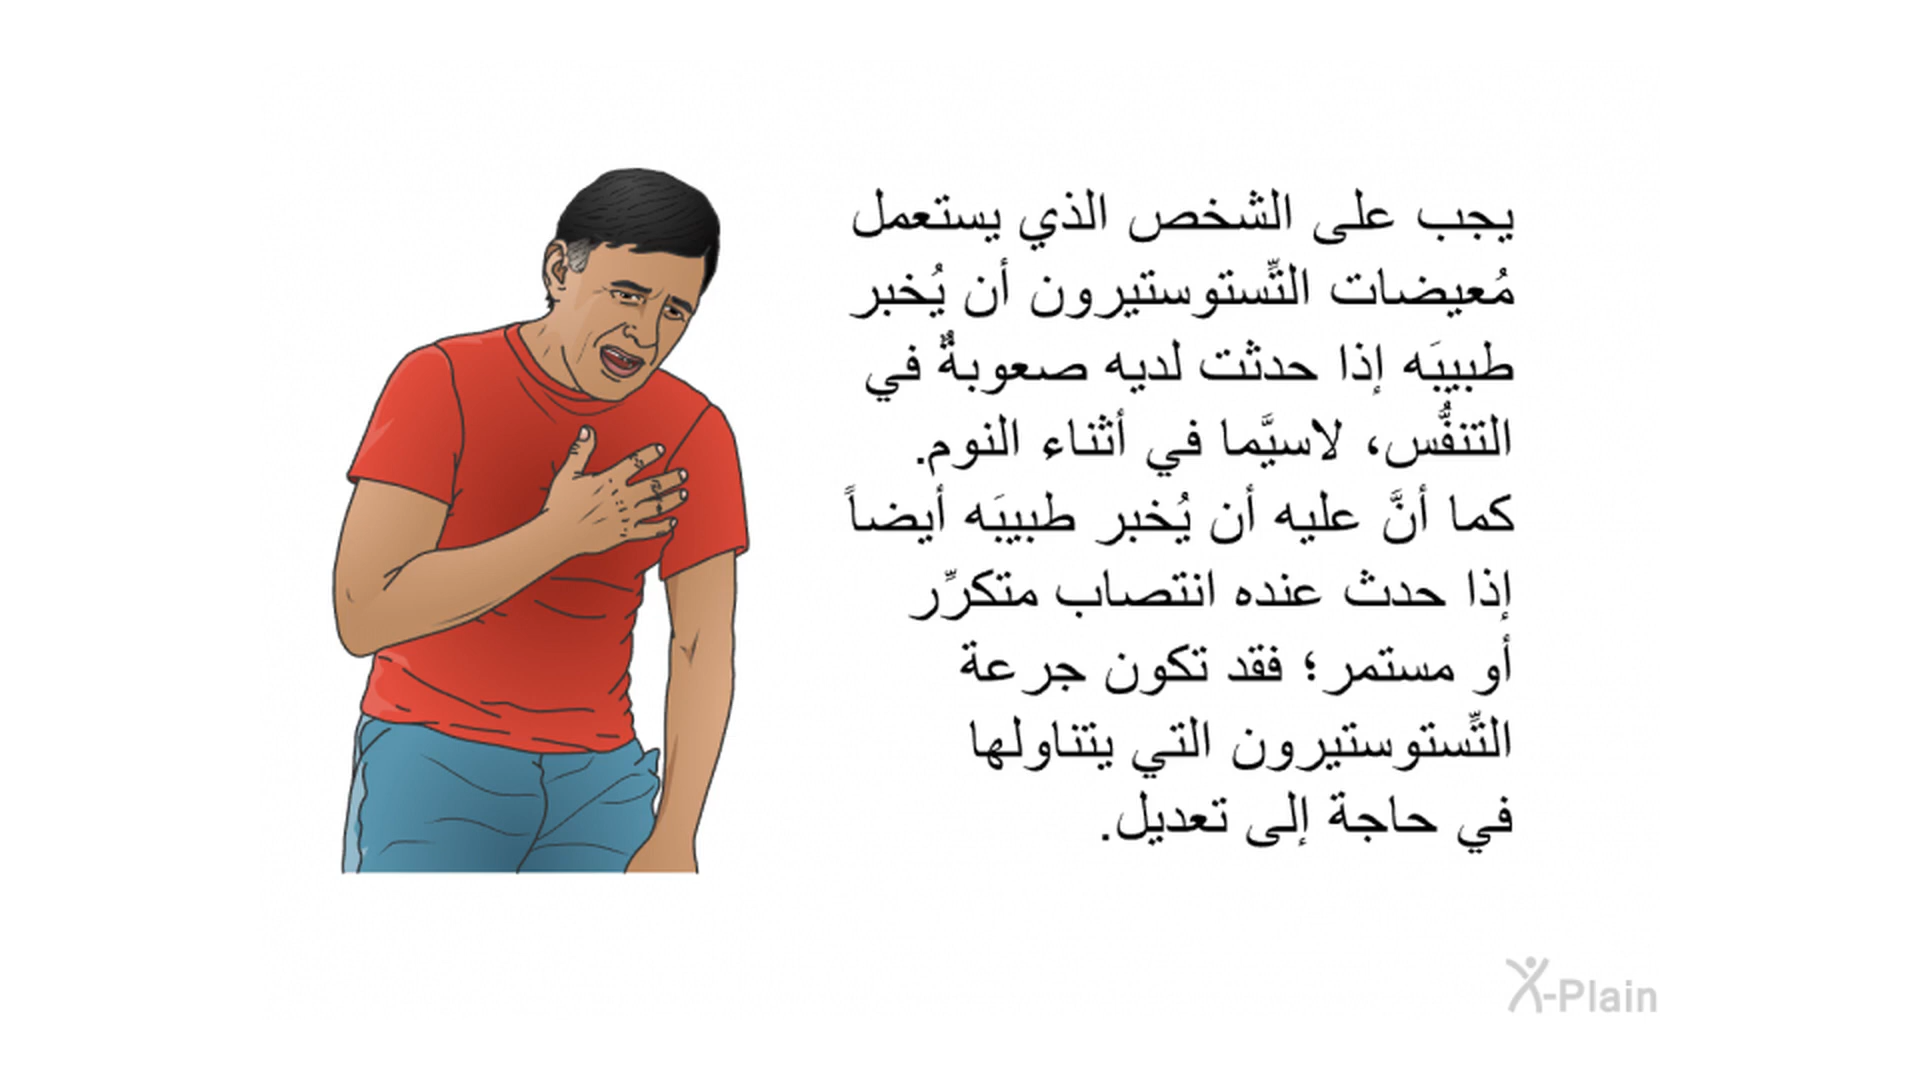 يجب على الشخص الذي يستعمل
مُعيضات التِّستوستيرون أن يُخبر
طبيبَه إذا حدثت لديه صعوبةٌ في
التنفُّس، لاسيَّما في أثناء النوم.
كما أنَّ عليه أن يُخبر طبيبَه أيضاً
إذا حدث عنده انتصاب متكرِّر
أو مستمر؛ فقد تكون جرعة
التِّستوستيرون التي يتناولها
في حاجة إلى تعديل.
X-Plain